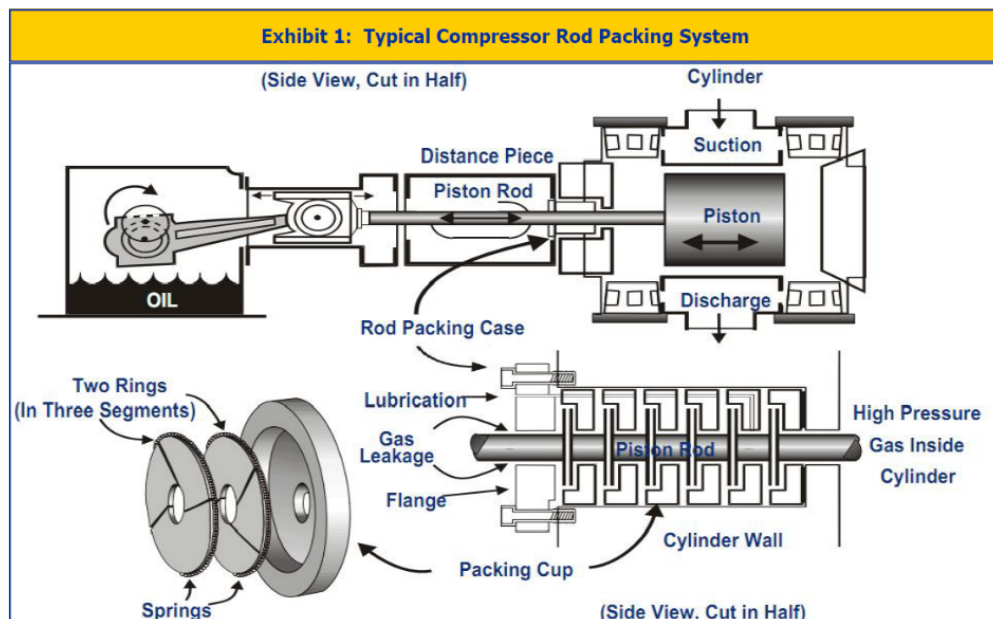 Exhibit 1: Typical Compressor Rod Packing System
(Side View, Cut in Half)
Cylinder
Suction
Distance Piece
Piston Rod
Piston
OIL
Discharge
Rod Packing Case
Two Rings
(In Three Segments)
Lubrication
Gas
Leakage
Flange
Piston Rod
High Pressure
Gas Inside
Cylinder
Cylinder Wall
Packing Cup
Springs
(Side View, Cut in Half)